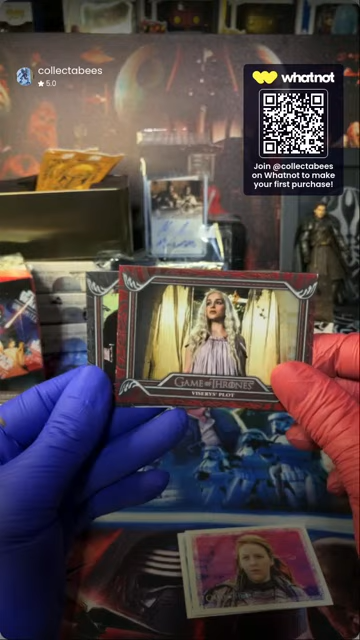 collectabees
★ 5.0
whatnot
Join @collectabees
on Whatnot to make
your first purchase!
GAME OF THRONES
VISERYS' PLOT